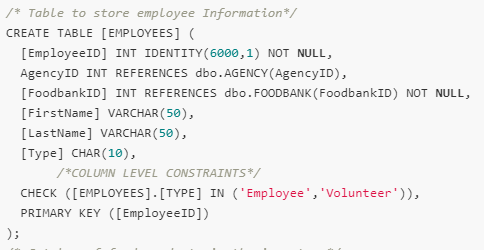 /* Table to store employee Information*/
CREATE TABLE [EMPLOYEES] (
[EmployeeID] INT IDENTITY(6000,1) NOT NULL,
AgencyID INT REFERENCES dbo.AGENCY(AgencyID),
[FoodbankID] INT REFERENCES dbo.FOODBANK(FoodbankID) NOT NULL,
[FirstName] VARCHAR(50),
[LastName] VARCHAR(50),
[Type] CHAR(10),
/*COLUMN LEVEL CONSTRAINTS*/
CHECK ([EMPLOYEES].[TYPE] IN ('Employee','Volunteer')),
PRIMARY KEY ([EmployeeID])
);